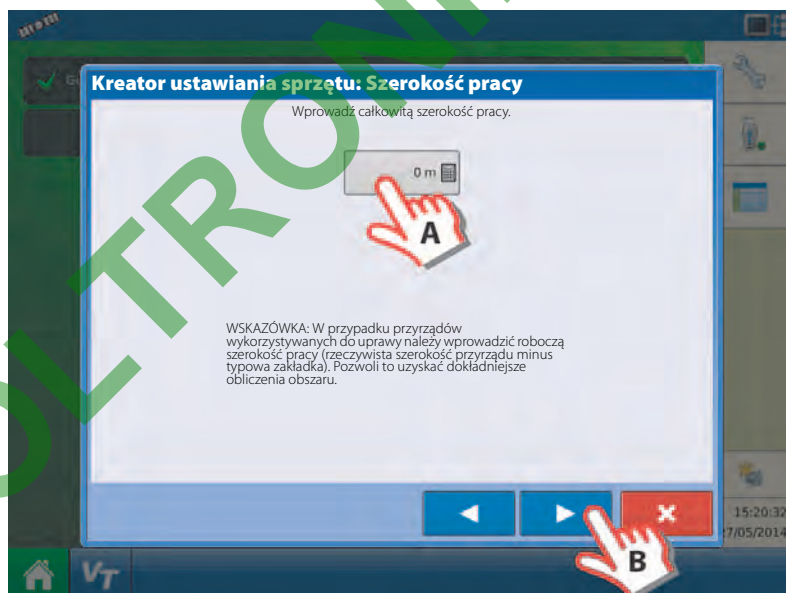 Kreator ustawiania sprzętu: Szerokość pracy
Wprowadź całkowitą szerokość pracy.
0 m
A
WSKAZÓWKA: W przypadku przyrządów
wykorzystywanych do uprawy należy wprowadzić roboczą
szerokość pracy (rzeczywista szerokość przyrządu minus
typowa zakładka). Pozwoli to uzyskać dokładniejsze
obliczenia obszaru.
15:20:32
7/05/2014
B
VT
OLTRONI